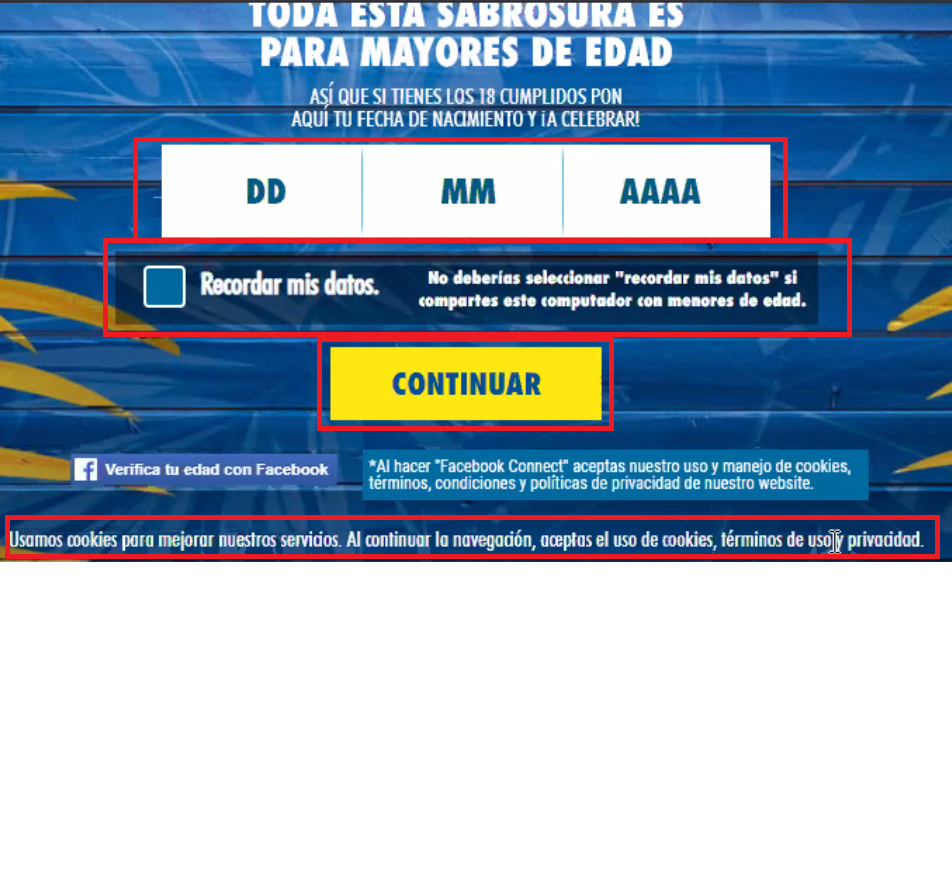 TODA ESTA SABROSURA ES
PARA MAYORES DE EDAD
ASÍ QUE SI TIENES LOS 18 CUMPLIDOS PON
AQUÍ TU FECHA DE NACIMIENTO Y ¡A CELEBRAR!
DD MM AAAA
Recordar mis datos.
No deberías seleccionar "recordar mis datos" si
compartes este computador con menores de edad.
CONTINUAR
Verifica tu edad con Facebook
*Al hacer "Facebook Connect" aceptas nuestro uso y manejo de cookies,
términos, condiciones y políticas de privacidad de nuestro website.
Usamos cookies para mejorar nuestros servicios. Al continuar la navegación, aceptas el uso de cookies, términos de uso y privacidad.